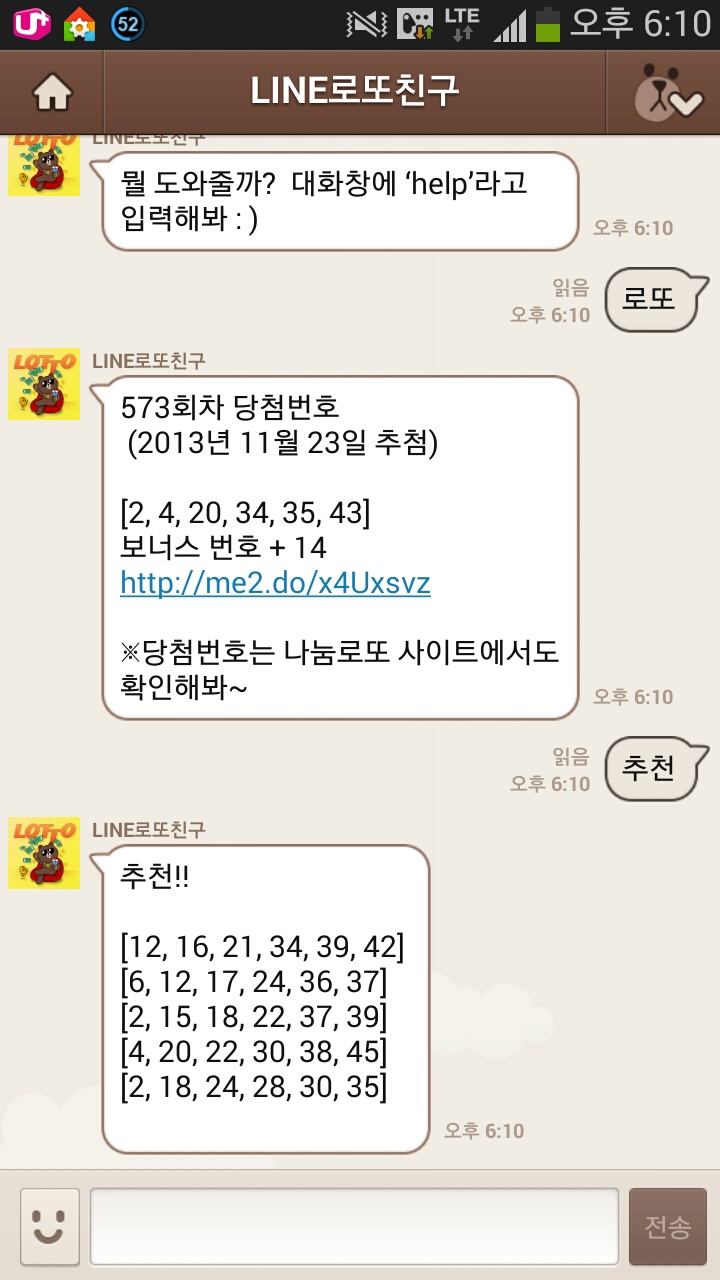 U+ 52 LTE 오후 6:10
LINE로또친구
LOTTO LINE로또친구
뭘 도와줄까? 대화창에 ‘help’라고
입력해봐 : )
오후 6:10
읽음
오후 6:10
로또
LOTTO LINE로또친구
573회차 당첨번호
(2013년 11월 23일 추첨)
[2, 4, 20, 34, 35, 43]
보너스 번호 + 14
http://me2.do/x4Uxsvz
※당첨번호는 나눔로또 사이트에서도
확인해봐~
오후 6:10
읽음
오후 6:10
추천
LOTTO LINE로또친구
추천!!
[12, 16, 21, 34, 39, 42]
[6, 12, 17, 24, 36, 37]
[2, 15, 18, 22, 37, 39]
[4, 20, 22, 30, 38, 45]
[2, 18, 24, 28, 30, 35]
오후 6:10
전송